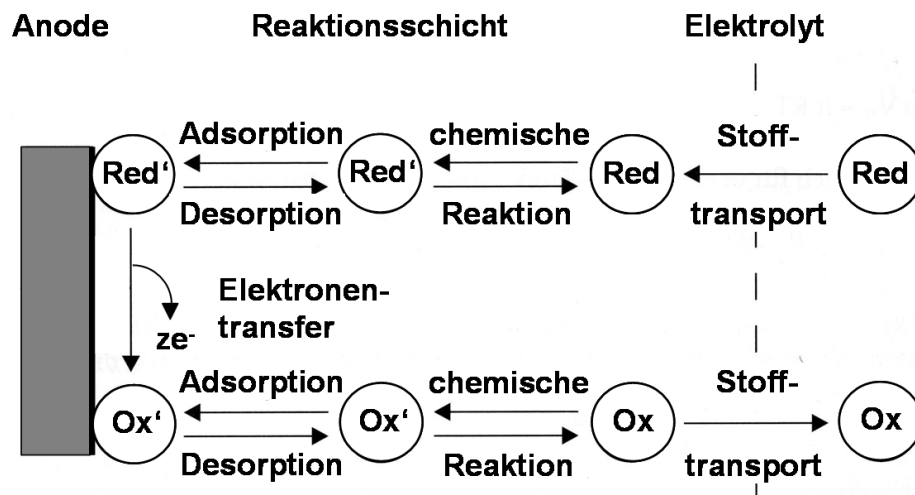 Anode Reaktionsschicht Elektrolyt
Adsorption chemische Stoff-
Red‘ Red‘ Red Red
Desorption Reaktion transport
Elektronen-
transfer
ze-
Adsorption chemische Stoff-
Ox‘ Ox‘ Ox Ox
Desorption Reaktion transport